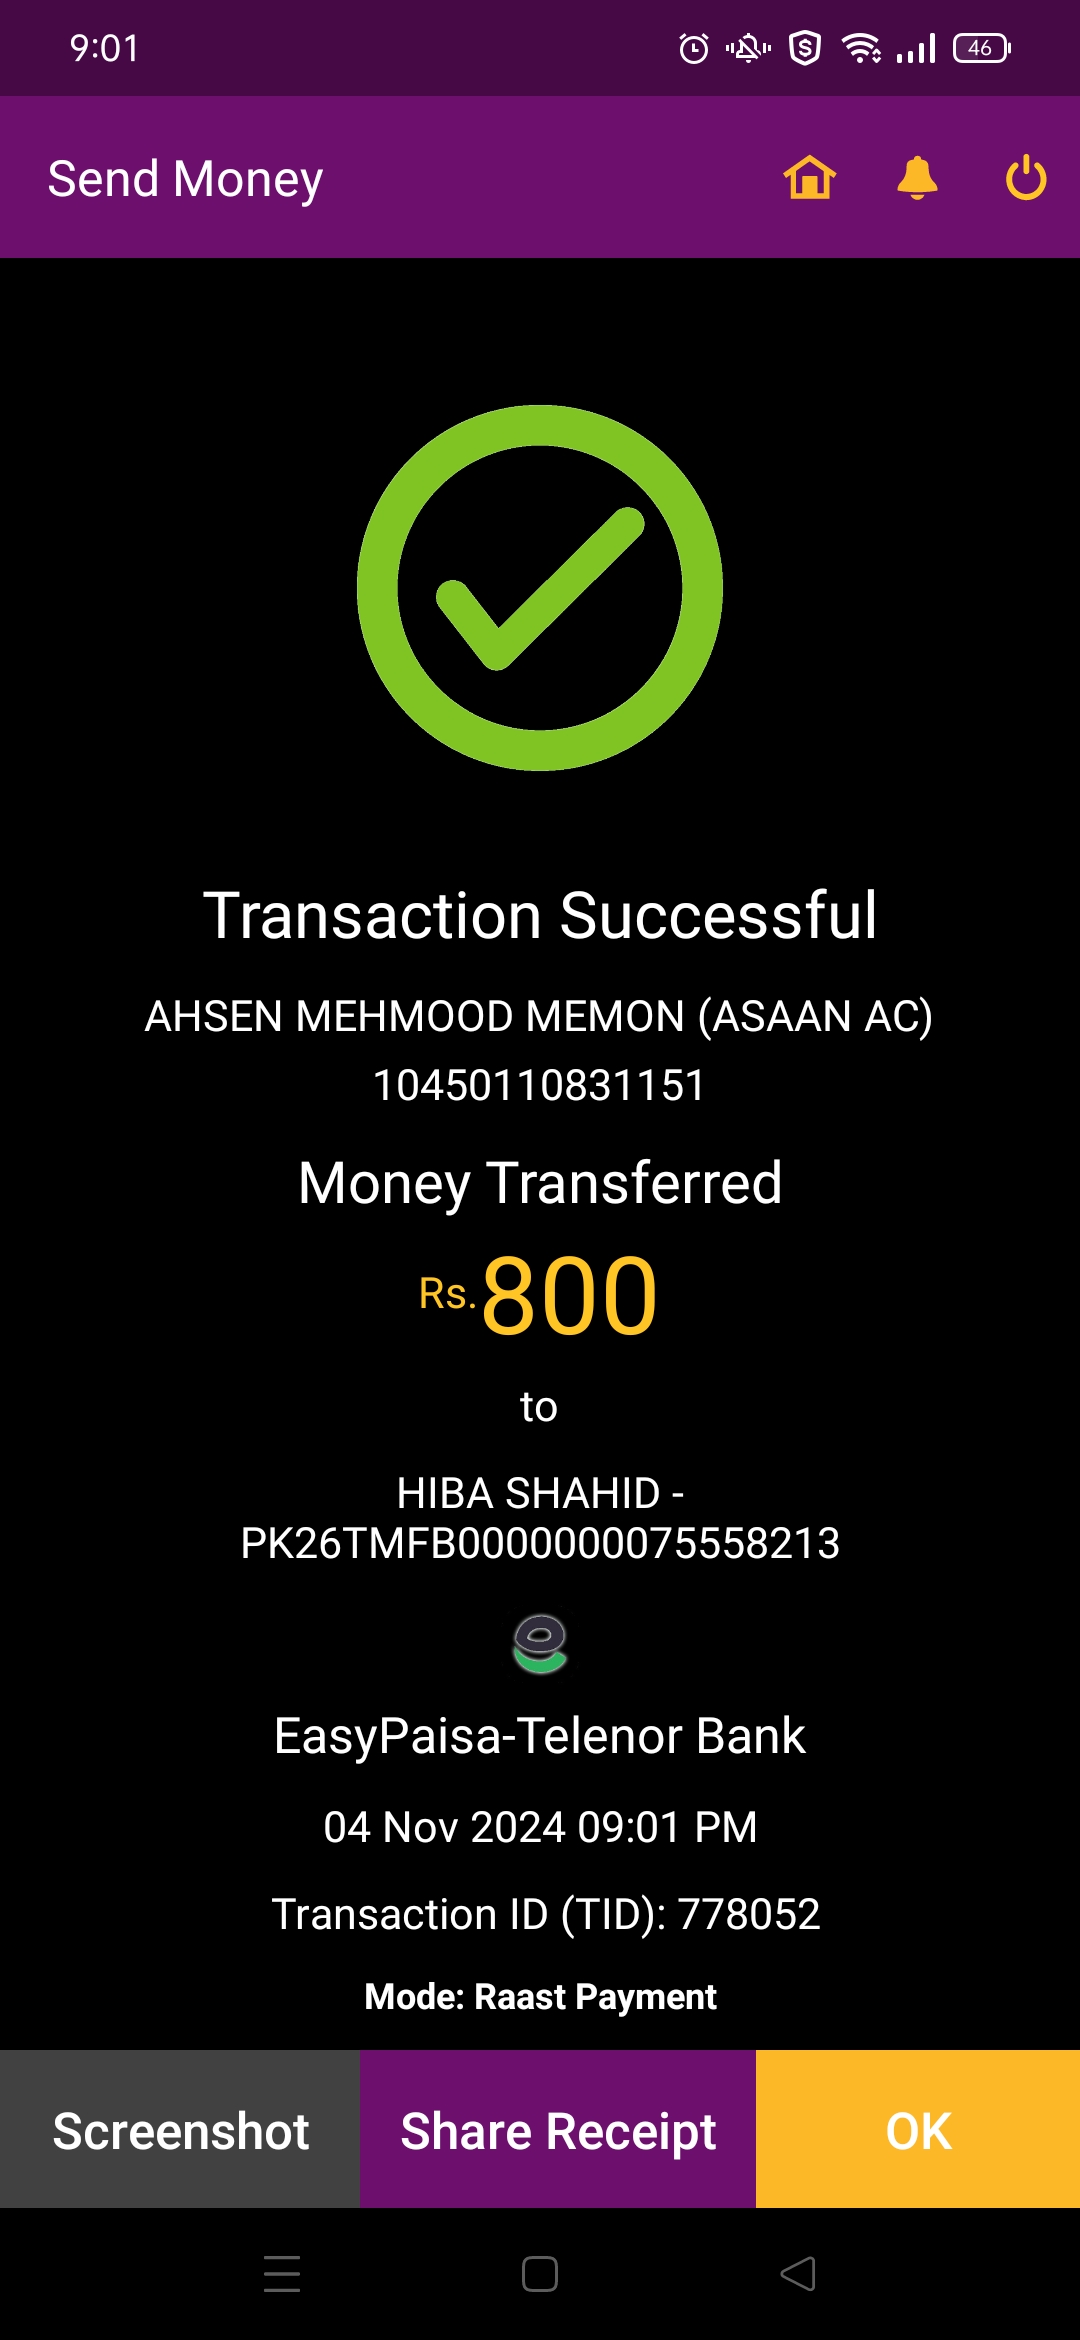 9:01
46
Send Money
Transaction Successful
AHSEN MEHMOOD MEMON (ASAAN AC)
10450110831151
Money Transferred
Rs.800
to
HIBA SHAHID -
PK26TMFB0000000075558213
EasyPaisa-Telenor Bank
04 Nov 2024 09:01 PM
Transaction ID (TID): 778052
Mode: Raast Payment
Screenshot
Share Receipt
OK